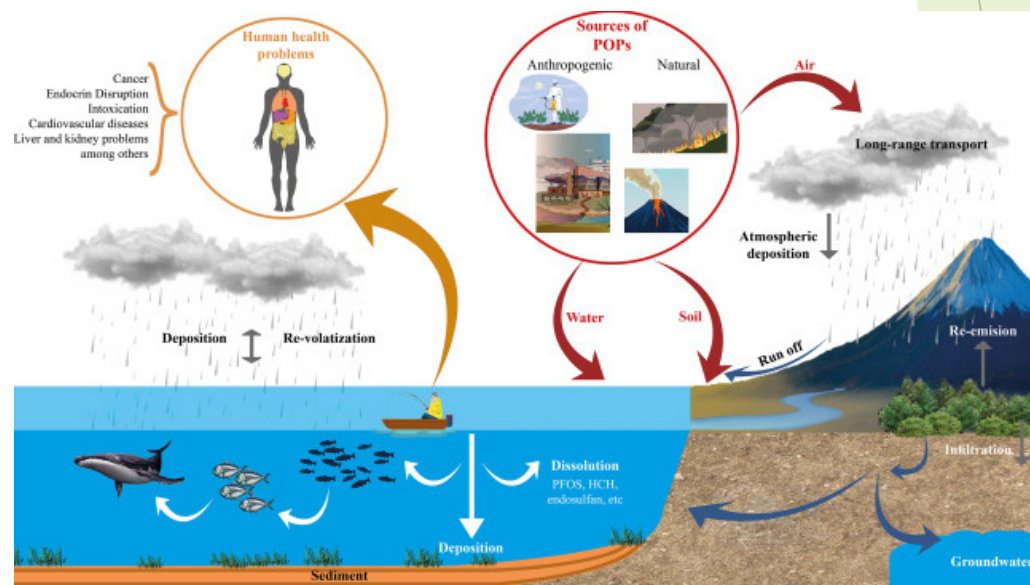 Human health
problems
Cancer
Endocrin Disruption
Intoxication
Cardiovascular diseases
Liver and kidney problems
among others
Sources of
POPs
Anthropogenic
Natural
Air
Long-range transport
Atmospheric
deposition
Water
Soil
Deposition
Re-volatization
Run off
Re-emision
Infiltration
Dissolution
PFOS, HCH,
endosulfan, etc
Deposition
Sediment
Groundwater